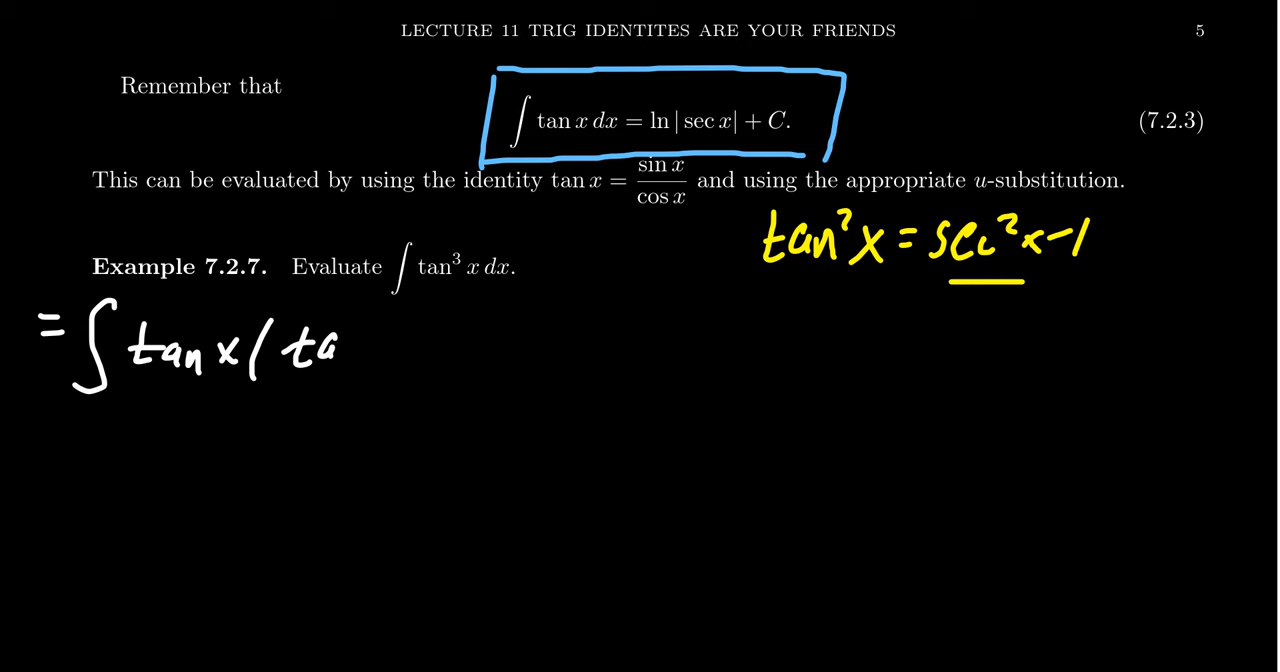 LECTURE 11 TRIG IDENTITES ARE YOUR FRIENDS 5
Remember that
∫ tan x dx = ln | sec x| + C. (7.2.3)
This can be evaluated by using the identity tan x = sin x / cos x and using the appropriate u-substitution.
tan²x = sec²x-1
Example 7.2.7. Evaluate ∫ tan³ x dx.
= ∫ tan x ( ta